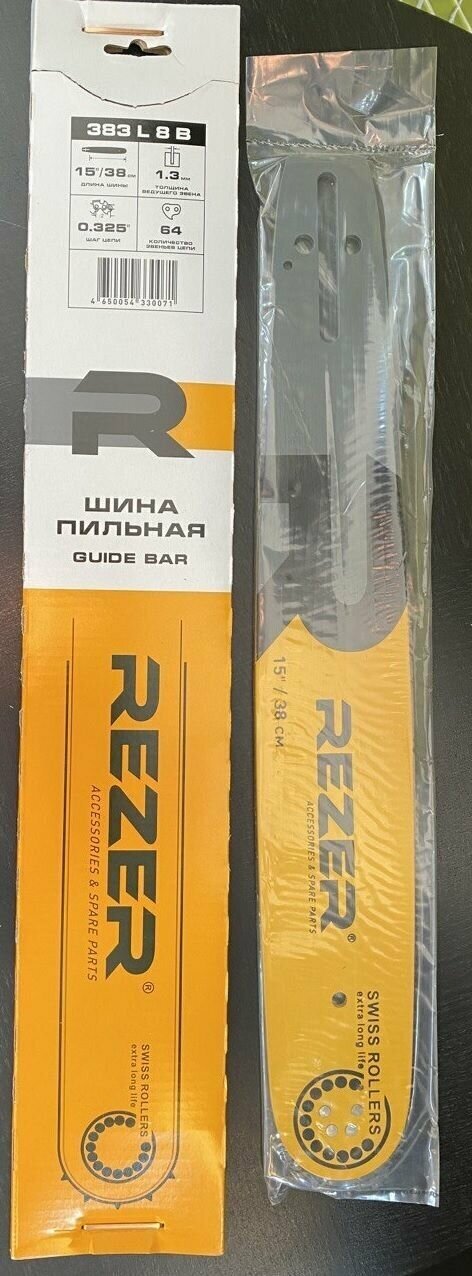 383 L 8 B
15"/38 см
ДЛИНА ШИНЫ
1.3 мм
ТОЛЩИНА
ВЕДУЩЕГО ЗВЕНА
0.325"
ШАГ ЦЕПИ
64
КОЛИЧЕСТВО
ЗВЕНЬЕВ ЦЕПИ
4 650054 330071
R
ШИНА
ПИЛЬНАЯ
GUIDE BAR
REZER®
ACCESSORIES & SPARE PARTS
SWISS ROLLERS
extra long life
15" / 38 СМ
REZER®
ACCESSORIES & SPARE PARTS
SWISS ROLLERS
extra long life